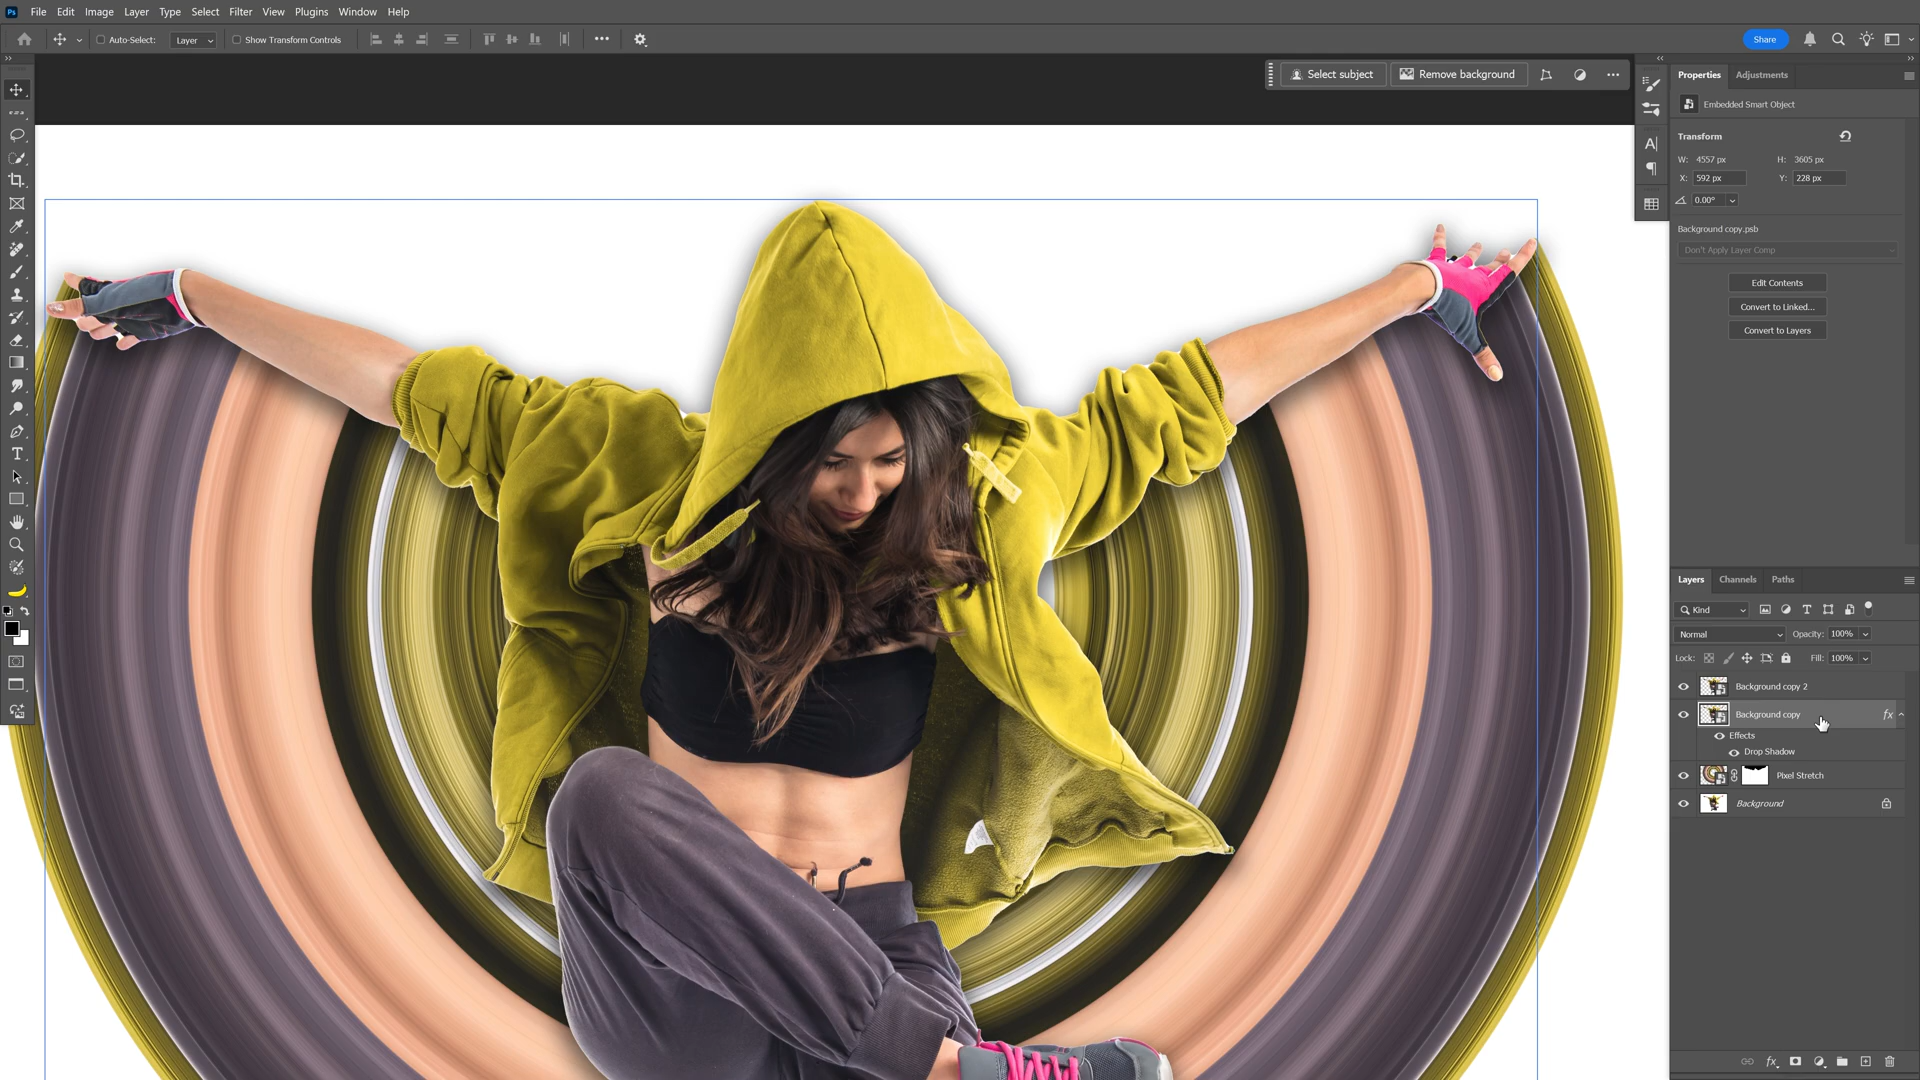 Ps File Edit Image Layer Type Select Filter View Plugins Window Help
Auto-Select: Layer Show Transform Controls Share
Select subject Remove background
Properties Adjustments
Embedded Smart Object
Transform
W: 4557 px H: 3605 px
X: 592 px Y: 228 px
0.00°
Background copy.psb
Don't Apply Layer Comp
Edit Contents
Convert to Linked...
Convert to Layers
Layers Channels Paths
Kind
Normal Opacity: 100%
Lock: Fill: 100%
Background copy 2
Background copy fx
Effects
Drop Shadow
Pixel Stretch
Background
fx